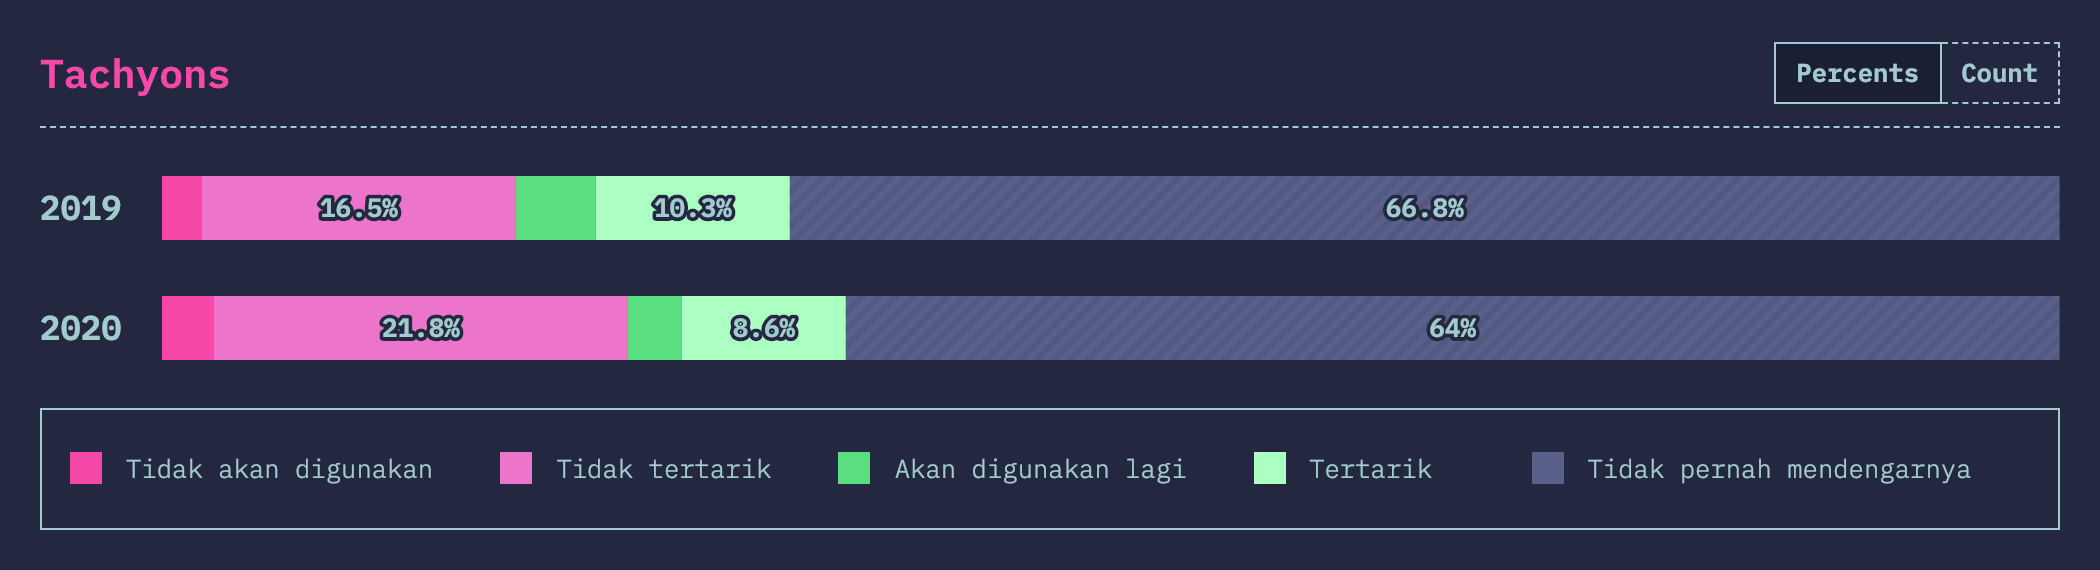 Tachyons
Percents Count
2019 16.5% 10.3% 66.8%
2020 21.8% 8.6% 64%
Tidak akan digunakan Tidak tertarik Akan digunakan lagi Tertarik Tidak pernah mendengarnya